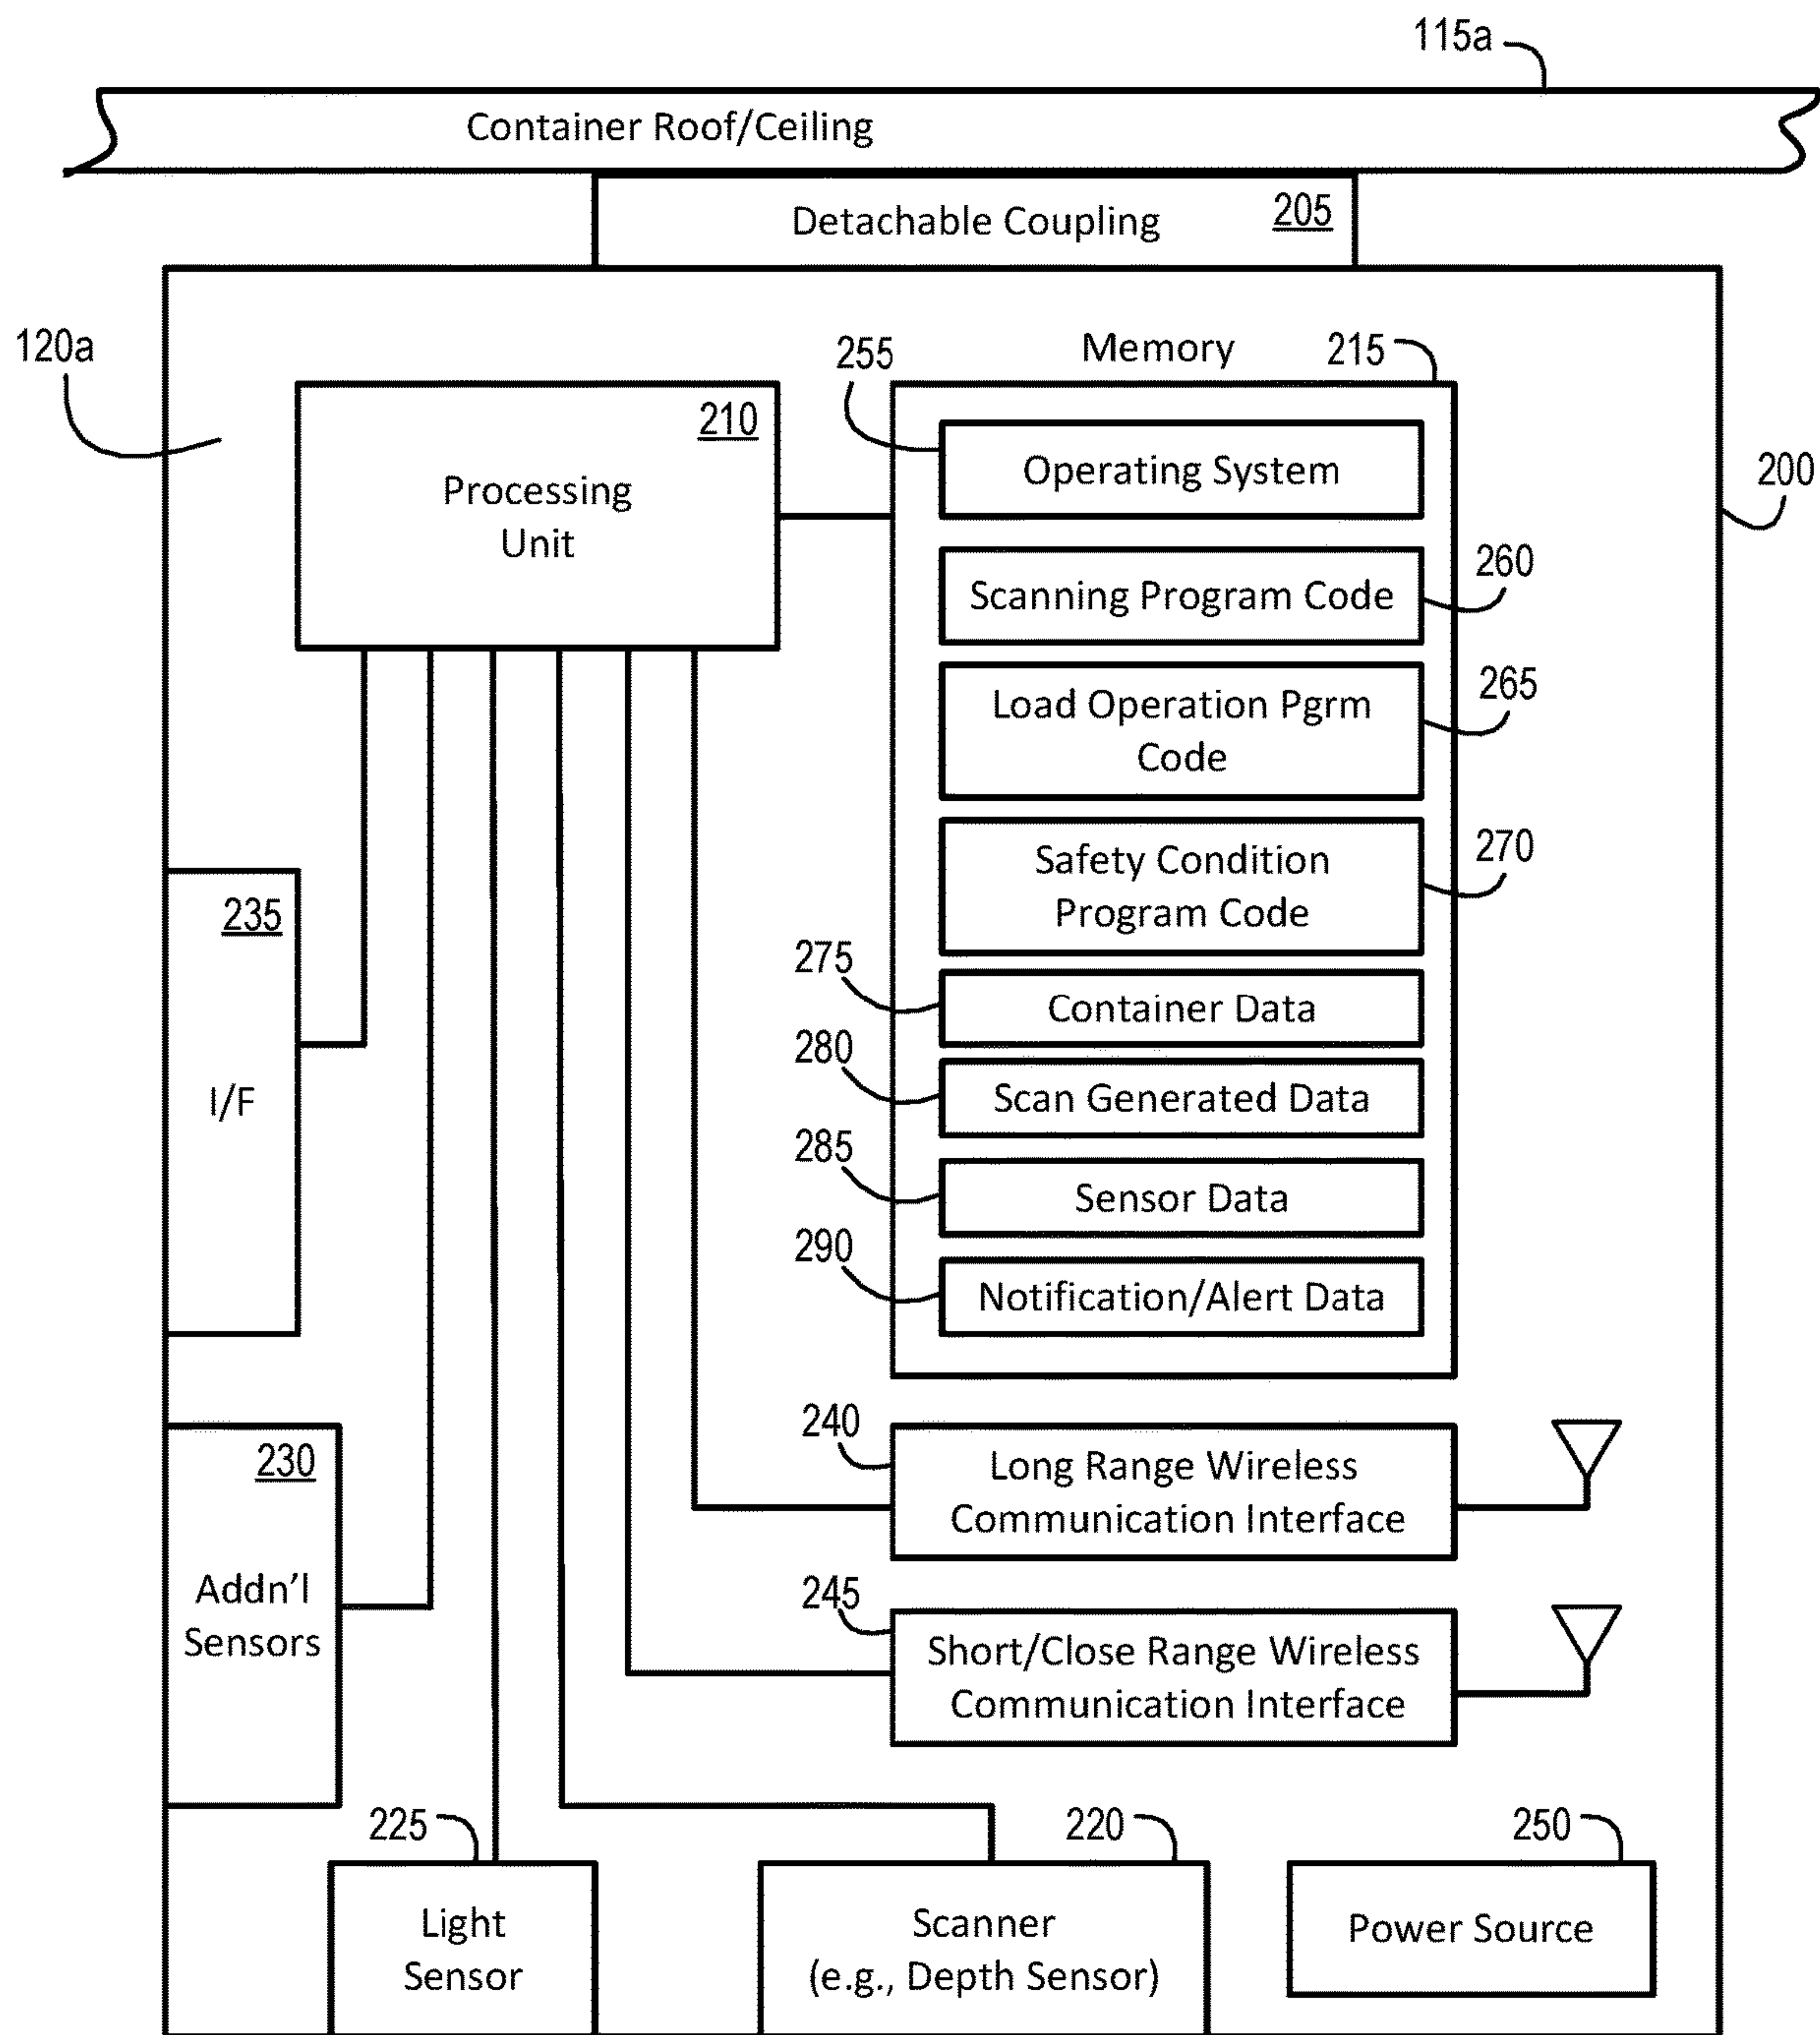 115a
Container Roof/Ceiling
Detachable Coupling
205
120a
255
Memory
215
210
Processing
Unit
Operating System
200
Scanning Program Code
260
Load Operation Pgrm
Code
265
Safety Condition
Program Code
270
235
I/F
275
Container Data
280
Scan Generated Data
285
Sensor Data
290
Notification/Alert Data
240
Long Range Wireless
Communication Interface
230
Addn'l
Sensors
245
Short/Close Range Wireless
Communication Interface
225
Light
Sensor
220
Scanner
(e.g., Depth Sensor)
250
Power Source